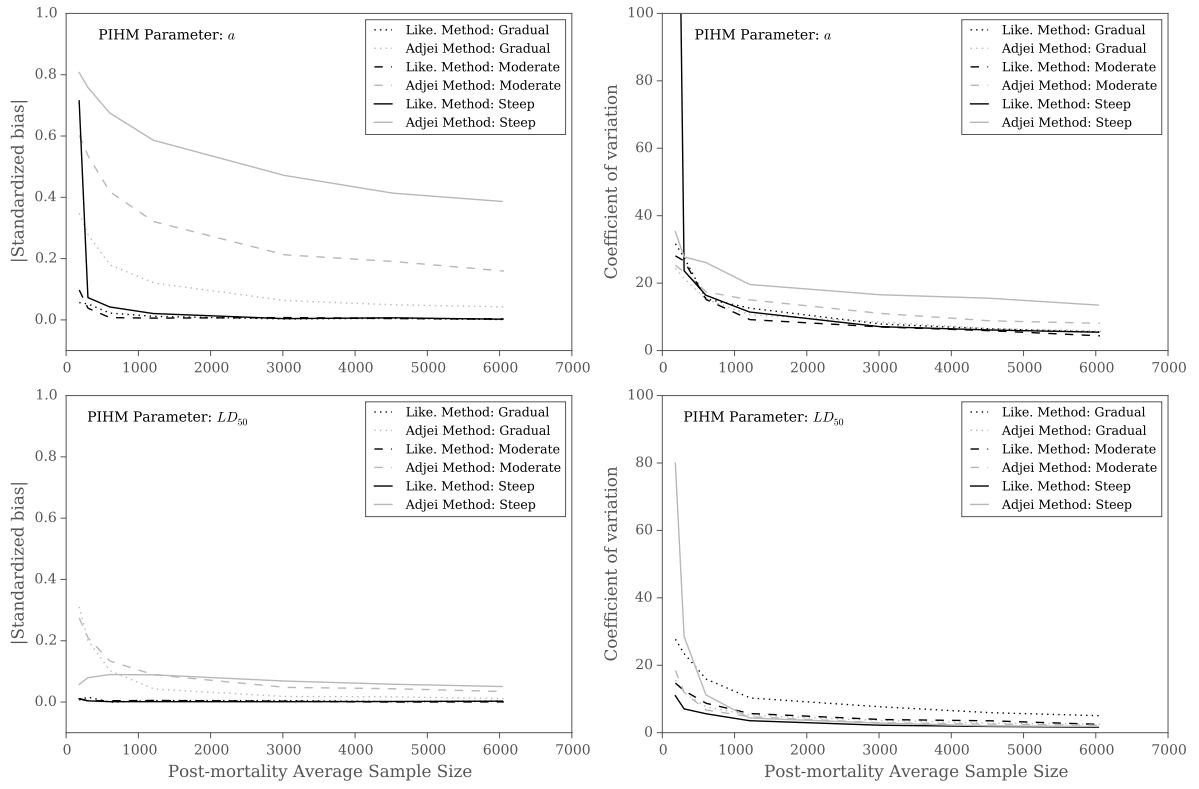 1.0
0.8
0.6
0.4
0.2
0.0
|Standardized bias|
PIHM Parameter: a
Like. Method: Gradual
Adjei Method: Gradual
Like. Method: Moderate
Adjei Method: Moderate
Like. Method: Steep
Adjei Method: Steep
0 1000 2000 3000 4000 5000 6000 7000
100
80
60
40
20
0
Coefficient of variation
PIHM Parameter: a
Like. Method: Gradual
Adjei Method: Gradual
Like. Method: Moderate
Adjei Method: Moderate
Like. Method: Steep
Adjei Method: Steep
0 1000 2000 3000 4000 5000 6000 7000
1.0
0.8
0.6
0.4
0.2
0.0
|Standardized bias|
PIHM Parameter: LD50
Like. Method: Gradual
Adjei Method: Gradual
Like. Method: Moderate
Adjei Method: Moderate
Like. Method: Steep
Adjei Method: Steep
0 1000 2000 3000 4000 5000 6000 7000
Post-mortality Average Sample Size
100
80
60
40
20
0
Coefficient of variation
PIHM Parameter: LD50
Like. Method: Gradual
Adjei Method: Gradual
Like. Method: Moderate
Adjei Method: Moderate
Like. Method: Steep
Adjei Method: Steep
0 1000 2000 3000 4000 5000 6000 7000
Post-mortality Average Sample Size